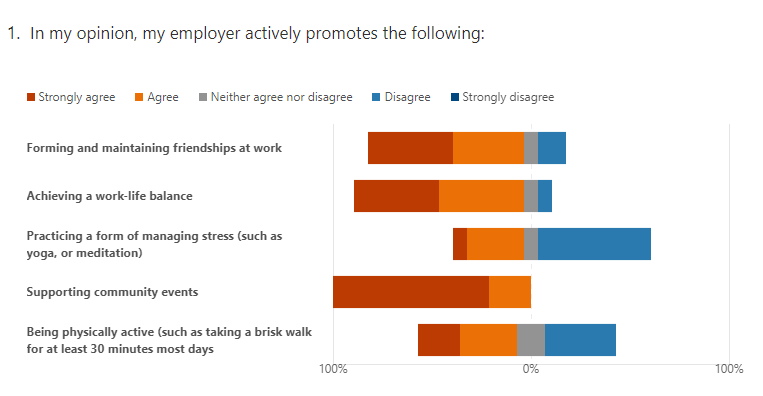 1. In my opinion, my employer actively promotes the following:
Strongly agree Agree Neither agree nor disagree Disagree Strongly disagree
Forming and maintaining friendships at work
Achieving a work-life balance
Practicing a form of managing stress (such as
yoga, or meditation)
Supporting community events
Being physically active (such as taking a brisk walk
for at least 30 minutes most days
100% 0% 100%